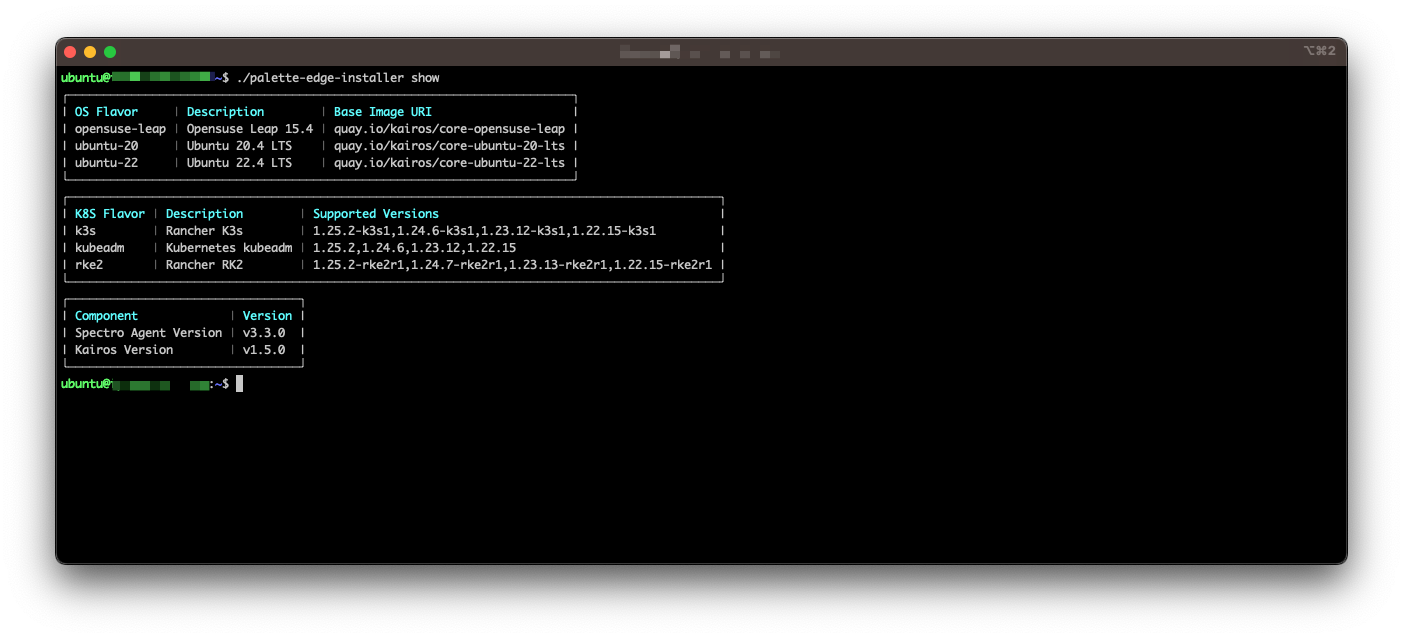 ⌥⌘2
ubuntu@ ~$ ./palette-edge-installer show
OS Flavor | Description | Base Image URI
opensuse-leap | Opensuse Leap 15.4 | quay.io/kairos/core-opensuse-leap
ubuntu-20 | Ubuntu 20.4 LTS | quay.io/kairos/core-ubuntu-20-lts
ubuntu-22 | Ubuntu 22.4 LTS | quay.io/kairos/core-ubuntu-22-lts
K8S Flavor | Description | Supported Versions
k3s | Rancher K3s | 1.25.2-k3s1,1.24.6-k3s1,1.23.12-k3s1,1.22.15-k3s1
kubeadm | Kubernetes kubeadm | 1.25.2,1.24.6,1.23.12,1.22.15
rke2 | Rancher RK2 | 1.25.2-rke2r1,1.24.7-rke2r1,1.23.13-rke2r1,1.22.15-rke2r1
Component | Version
Spectro Agent Version | v3.3.0
Kairos Version | v1.5.0
ubuntu@ :~$